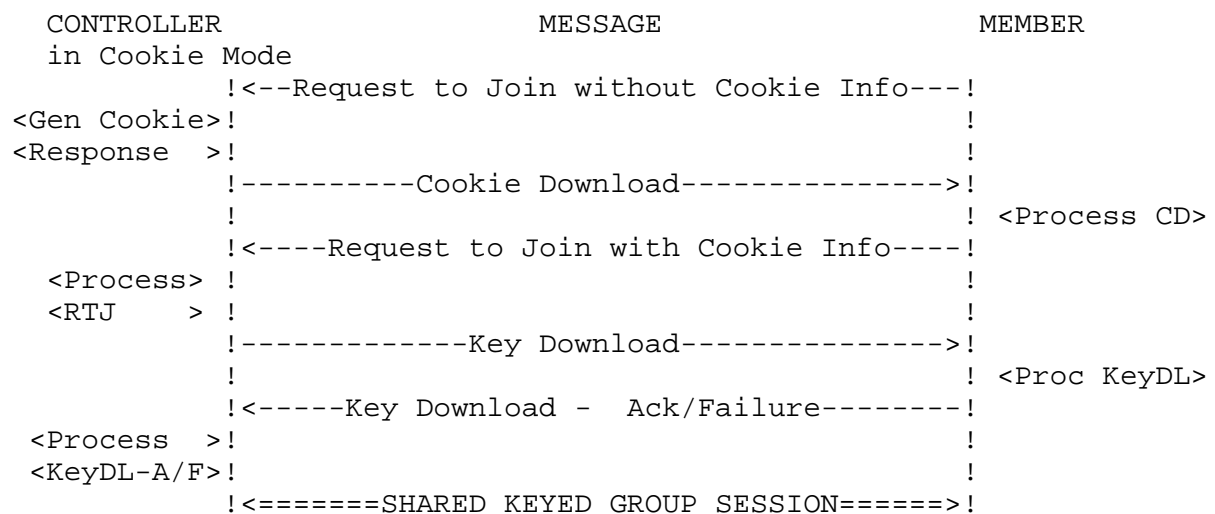 CONTROLLER                  MESSAGE                    MEMBER
in Cookie Mode
!<--Request to Join without Cookie Info---!
<Gen Cookie>!                                         !
<Response  >!                                         !
!----------Cookie Download--------------->!
!                                         ! <Process CD>
!<----Request to Join with Cookie Info----!
<Process> !                                         !
<RTJ    > !                                         !
!-------------Key Download--------------->!
!                                         ! <Proc KeyDL>
!<-----Key Download -  Ack/Failure--------!
<Process  >!                                         !
<KeyDL-A/F>!                                         !
!<=======SHARED KEYED GROUP SESSION======>!